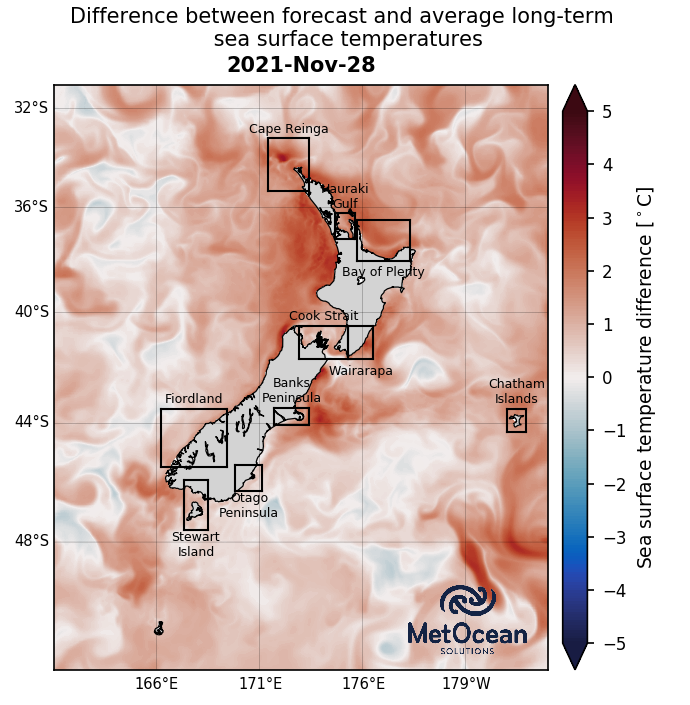 Difference between forecast and average long-term
sea surface temperatures
2021-Nov-28
32°S
36°S
40°S
44°S
48°S
Cape Reinga
Hauraki
Gulf
Bay of Plenty
Cook Strait
Wairarapa
Banks
Peninsula
Fiordland
Chatham
Islands
Otago
Peninsula
Stewart
Island
MetOcean
SOLUTIONS
166°E
171°E
176°E
179°W
5
4
3
2
1
0
−1
−2
−3
−4
−5
Sea surface temperature difference [°C]